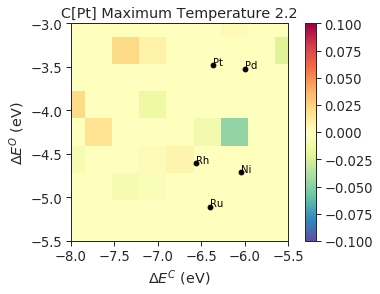 C[Pt] Maximum Temperature 2.2
ΔE^O (eV)
−3.0
−3.5
−4.0
−4.5
−5.0
−5.5
Pt
Pd
Rh
Ni
Ru
−8.0 −7.5 −7.0 −6.5 −6.0 −5.5
ΔE^C (eV)
0.100
0.075
0.050
0.025
0.000
−0.025
−0.050
−0.075
−0.100